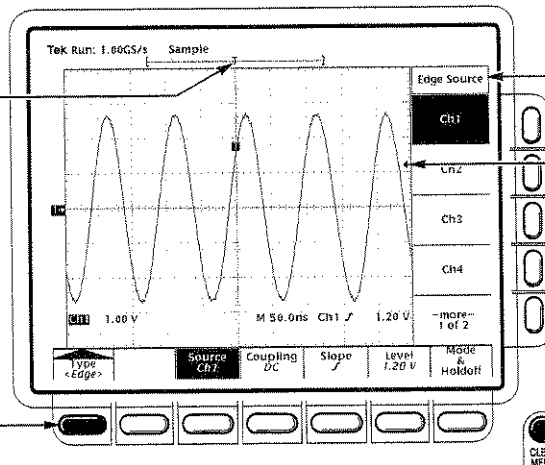 Tek Run: 1.00GS/s Sample
T
Edge Source
Ch1
Ch2
Ch3
Ch4
–more–
1 of 2
Ch1 1.00 V M 50.0ns Ch1 ∫ 1.20 V
Type
<Edge>
Source
Ch1
Coupling
DC
Slope
∫
Level
1.20 V
Mode
&
Holdoff